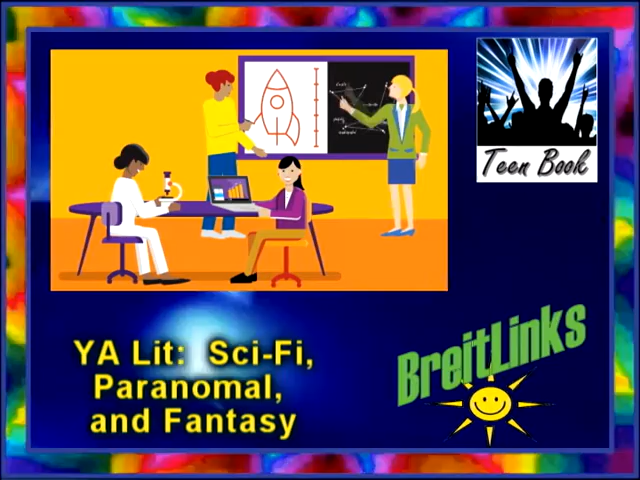 Teen Book
YA Lit: Sci-Fi,
Paranomal,
and Fantasy
BreitLinks